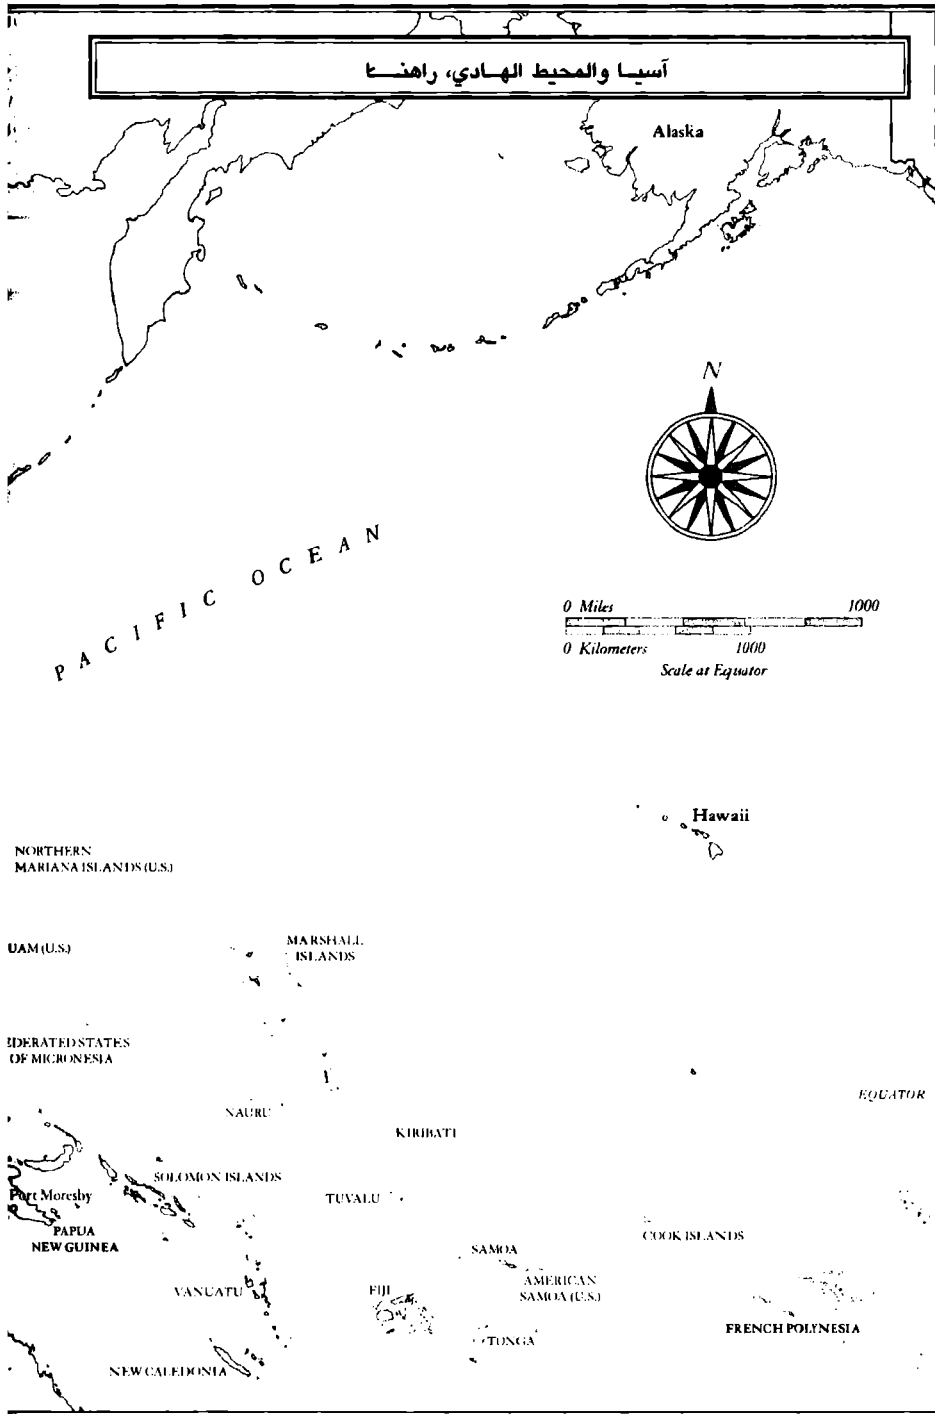 آسيا والمحيط الهادي، راهنا
Alaska
N
PACIFIC OCEAN
0 Miles 1000
0 Kilometers 1000
Scale at Equator
Hawaii
NORTHERN
MARIANA ISLANDS (U.S.)
UAM (U.S.)
MARSHALL
ISLANDS
EDERATED STATES
OF MICRONESIA
EQUATOR
NAURU
KIRIBATI
SOLOMON ISLANDS
Port Moresby
TUVALU
PAPUA
NEW GUINEA
COOK ISLANDS
SAMOA
VANUATU
FIJI
AMERICAN
SAMOA (U.S.)
FRENCH POLYNESIA
TONGA
NEW CALEDONIA